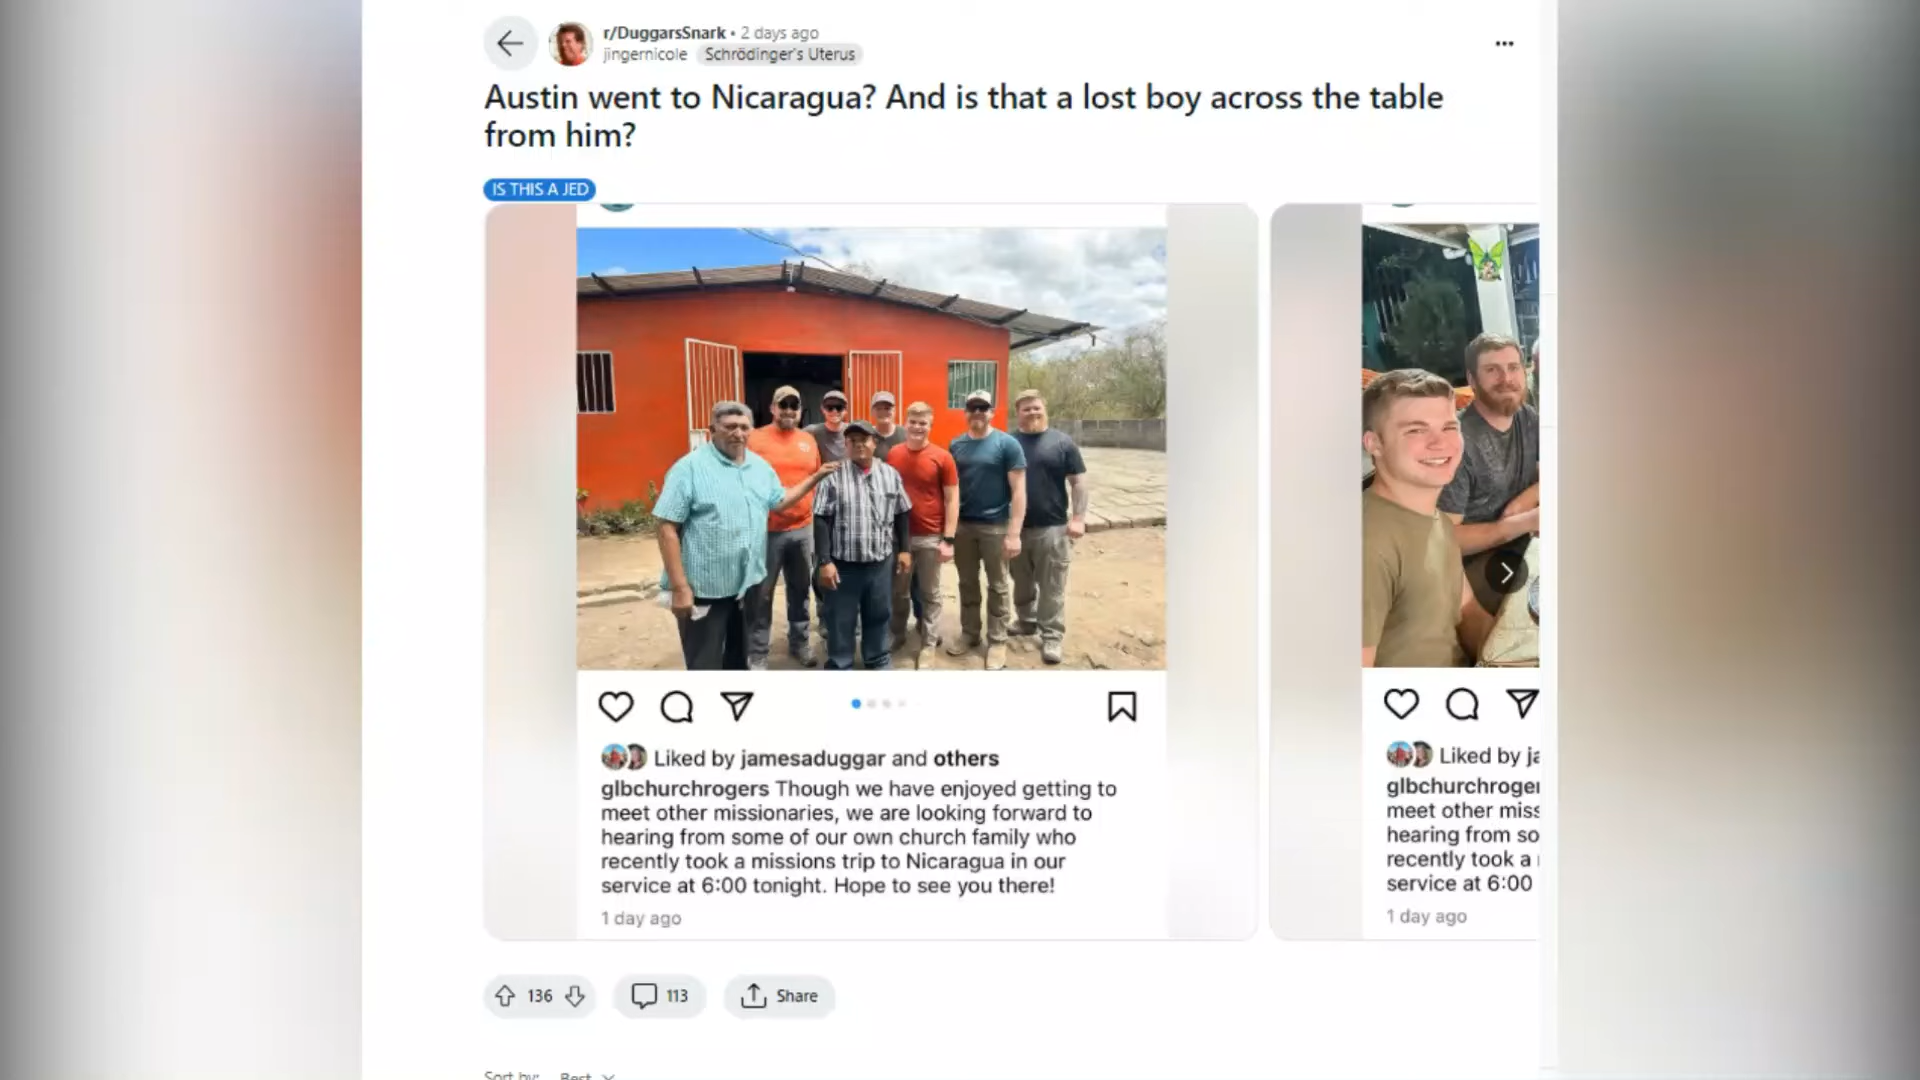 r/DuggarsSnark • 2 days ago
jingernicole Schrödinger's Uterus
Austin went to Nicaragua? And is that a lost boy across the table
from him?
IS THIS A JED
Liked by jamesaduggar and others
glbchurchrogers Though we have enjoyed getting to
meet other missionaries, we are looking forward to
hearing from some of our own church family who
recently took a missions trip to Nicaragua in our
service at 6:00 tonight. Hope to see you there!
1 day ago
Liked by ja
glbchurchroger
meet other miss
hearing from so
recently took a
service at 6:00
1 day ago
136
113
Share
Sort by: Best